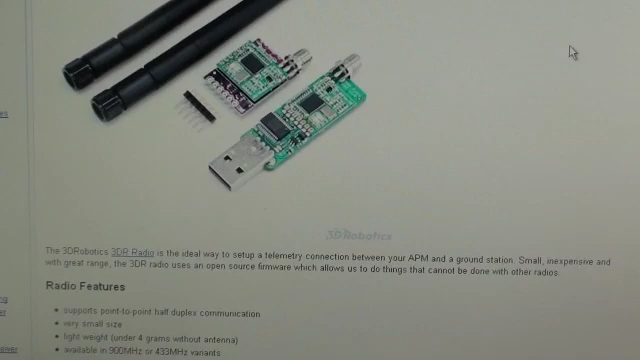 3DRobotics
The 3DRobotics 3DR Radio is the ideal way to setup a telemetry connection between your APM and a ground station. Small, inexpensive and
with great range, the 3DR radio uses an open source firmware which allows us to do things that cannot be done with other radios.
Radio Features
supports point-to-point half duplex communication
very small size
light weight (under 4 grams without antenna)
available in 900MHz or 433MHz variants